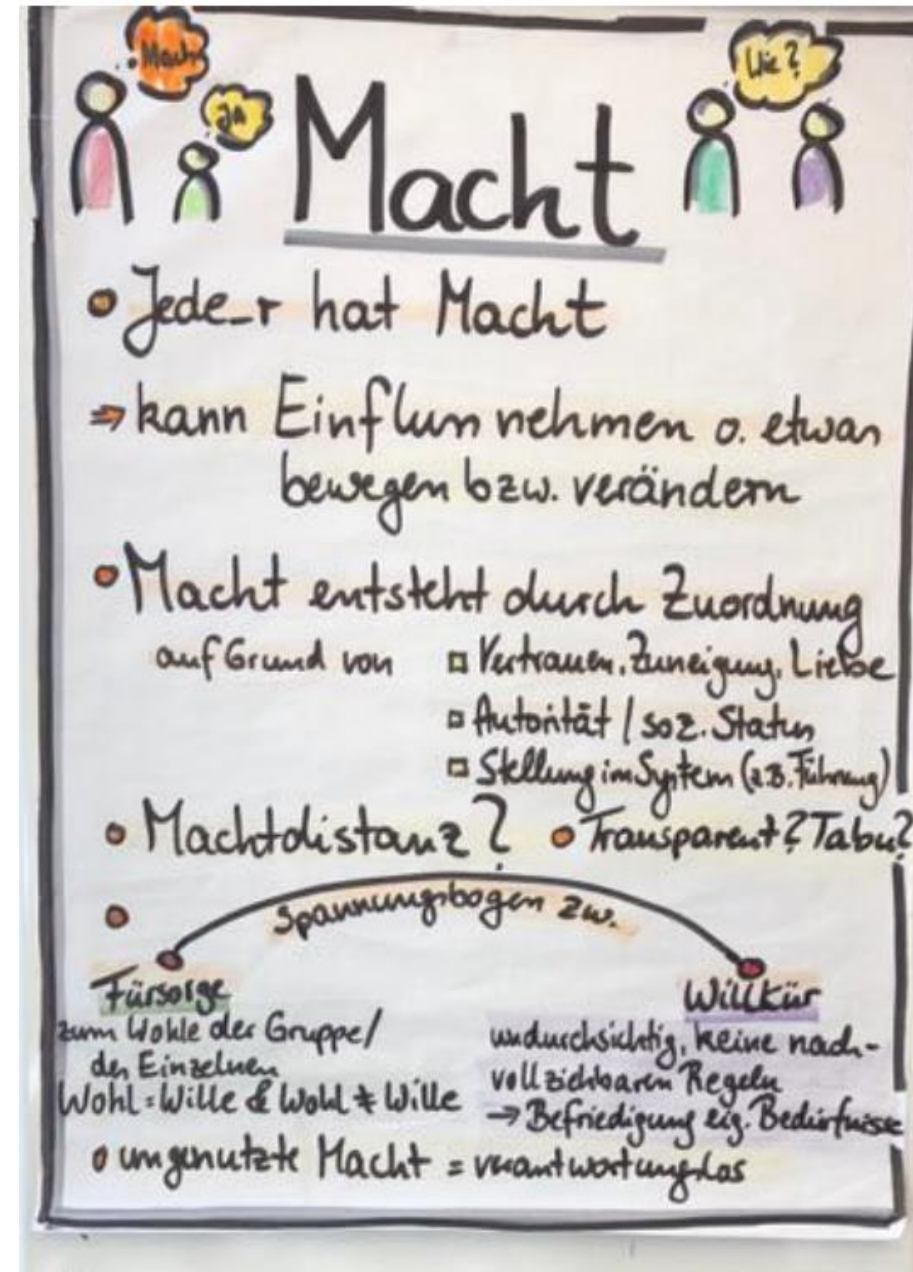 Mach
JA
Wie?
Macht
Jede_r hat Macht
⇒ kann Einfluss nehmen o. etwas
bewegen bzw. verändern
Macht entsteht durch Zuordnung
auf Grund von
Vertrauen, Zuneigung, Liebe
Autorität / soz. Status
Stellung im System (z.B. Führung)
Machtdistanz?
Transparent? Tabu?
Spannungsbogen zw.
Fürsorge
zum Wohle der Gruppe/
des Einzelnen
Wohl = Wille & Wohl ≠ Wille
Willkür
undurchsichtig, keine nach-
vollziehbaren Regeln
→ Befriedigung eig. Bedürfnisse
ungenutzte Macht = verantwortungslos